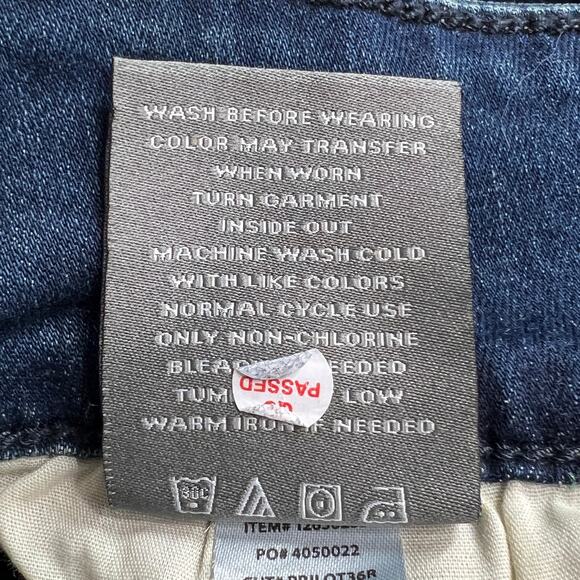 WASH BEFORE WEARING
COLOR MAY TRANSFER
WHEN WORN
TURN GARMENT
INSIDE OUT
MACHINE WASH COLD
WITH LIKE COLORS
NORMAL CYCLE USE
ONLY NON-CHLORINE
NEEDED
PASSED
LOW
WARM IRON IF NEEDED
30C
ITEM#
PO# 4050022